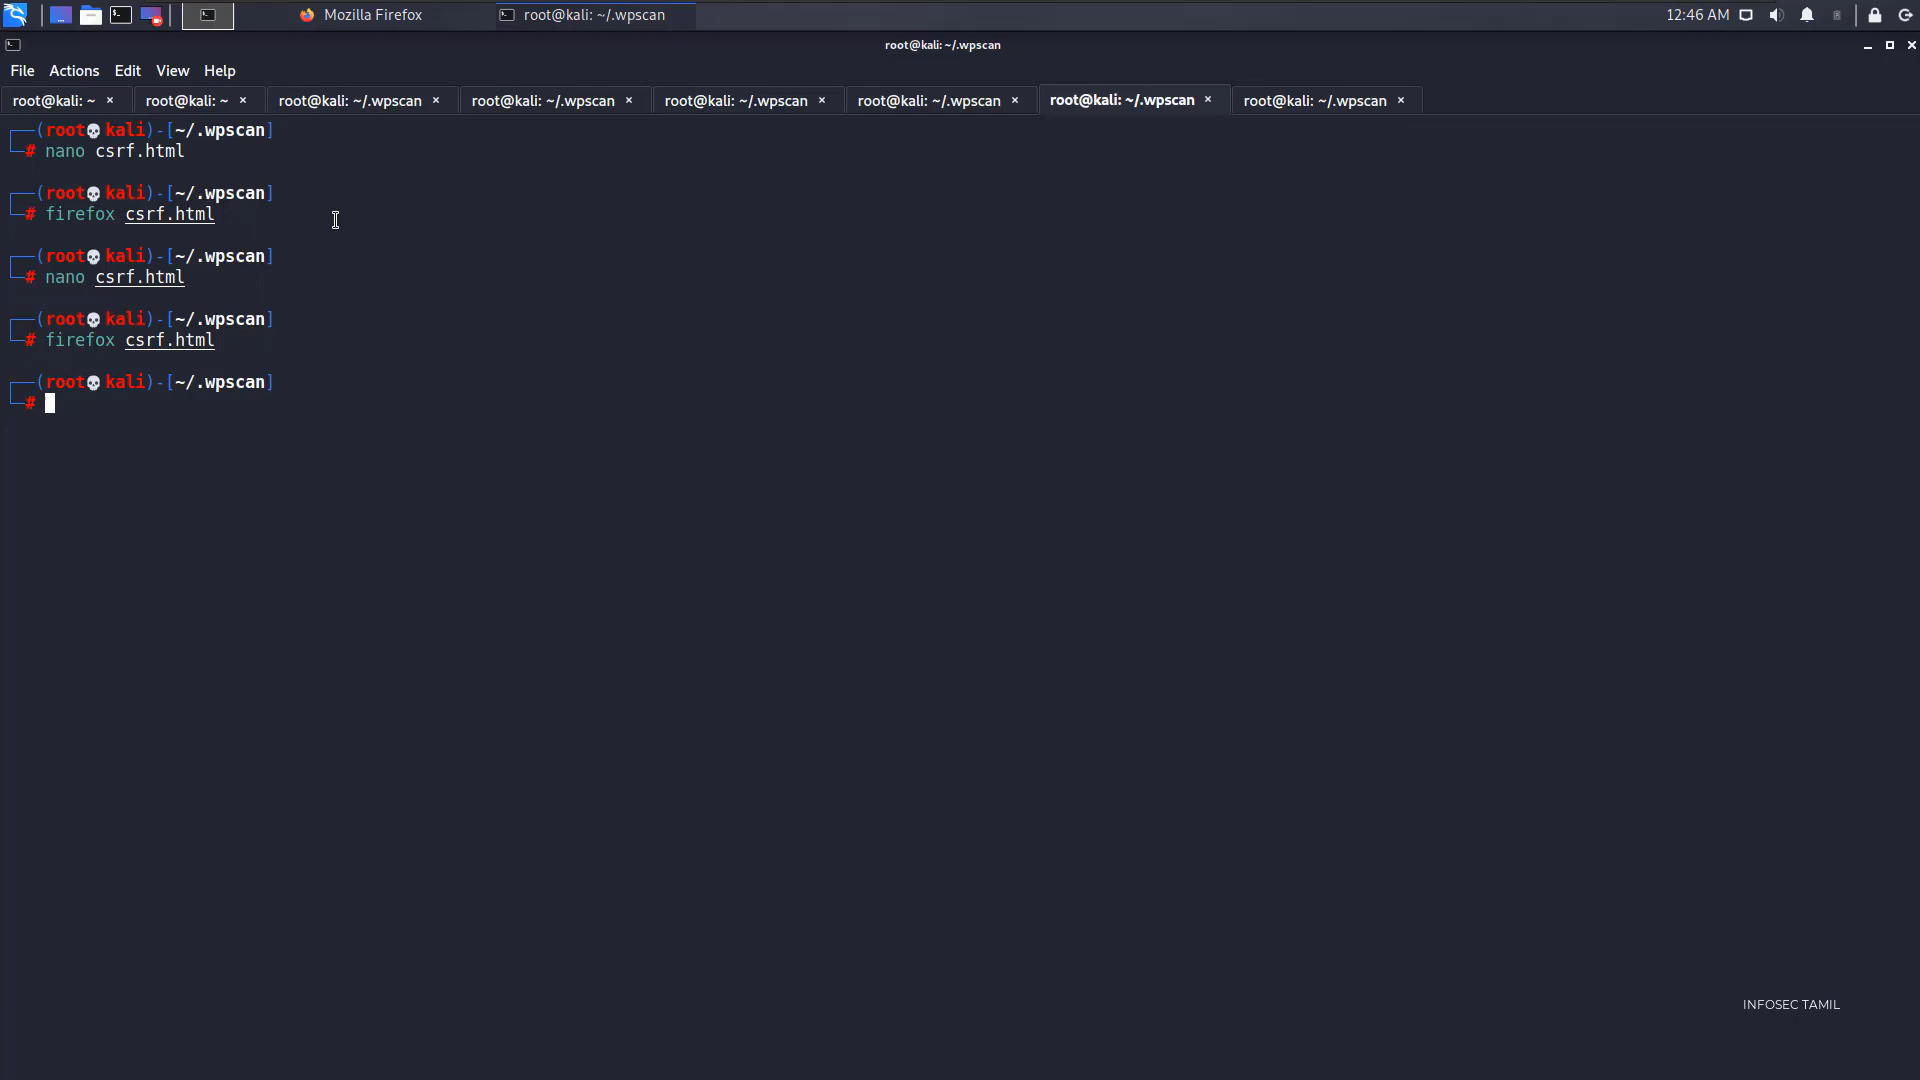 Mozilla Firefox
root@kali: ~/.wpscan
12:46 AM
root@kali: ~/.wpscan
File Actions Edit View Help
root@kali: ~ × root@kali: ~ × root@kali: ~/.wpscan × root@kali: ~/.wpscan × root@kali: ~/.wpscan × root@kali: ~/.wpscan × root@kali: ~/.wpscan × root@kali: ~/.wpscan ×
┌──(root💀kali)-[~/.wpscan]
└─# nano csrf.html
┌──(root💀kali)-[~/.wpscan]
└─# firefox csrf.html
┌──(root💀kali)-[~/.wpscan]
└─# nano csrf.html
┌──(root💀kali)-[~/.wpscan]
└─# firefox csrf.html
┌──(root💀kali)-[~/.wpscan]
└─#
INFOSEC TAMIL